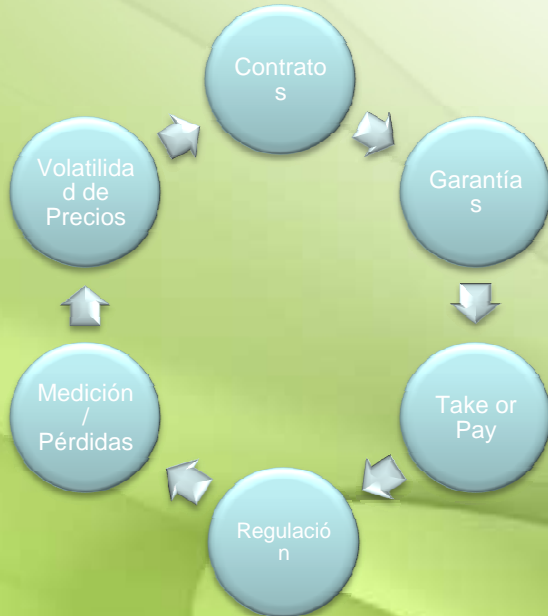 Contrato
s
Garantía
s
Take or
Pay
Regulació
n
Medición
/
Pérdidas
Volatilida
d de
Precios